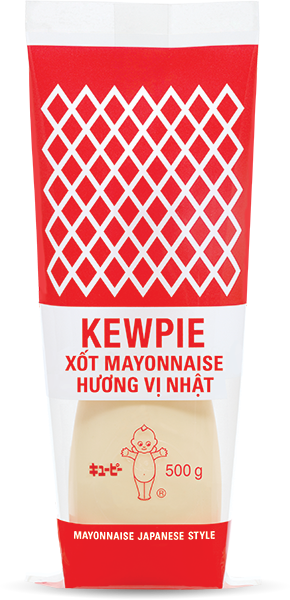 KEWPIE
XỐT MAYONNAISE
HƯƠNG VỊ NHẬT
キユーピー
500 g
®
MAYONNAISE JAPANESE STYLE